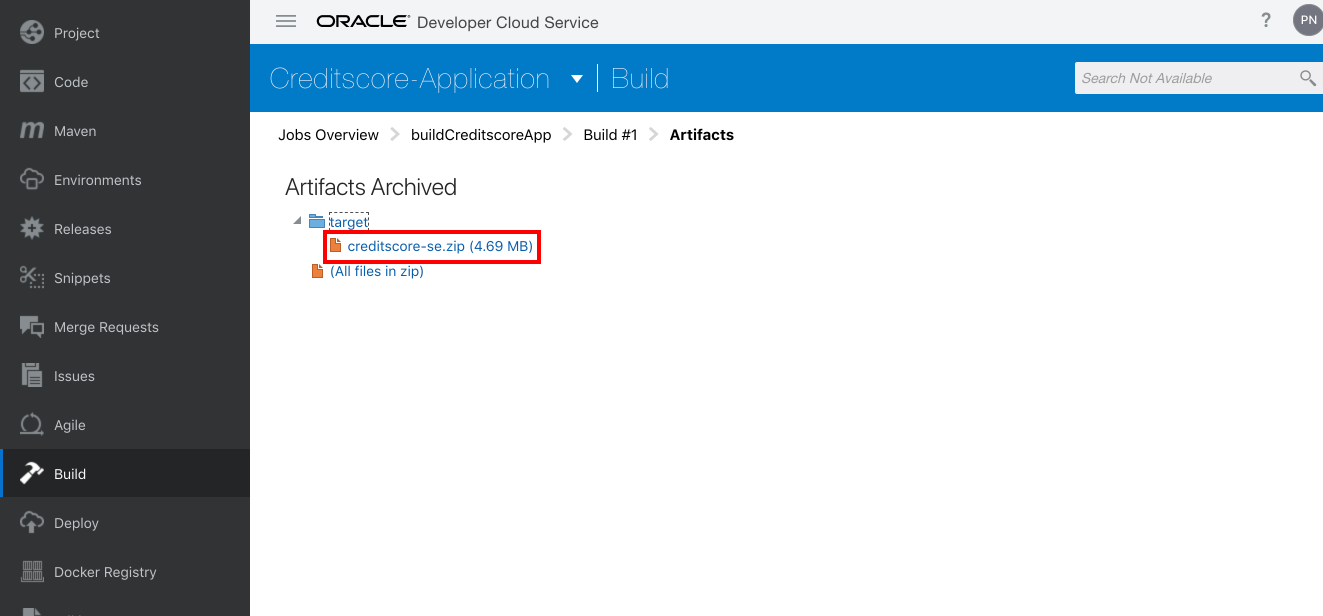 Project
Code
Maven
Environments
Releases
Snippets
Merge Requests
Issues
Agile
Build
Deploy
Docker Registry
ORACLE® Developer Cloud Service
?
PN
Creditscore-Application
Build
Search Not Available
Jobs Overview
buildCreditscoreApp
Build #1
Artifacts
Artifacts Archived
target
creditscore-se.zip (4.69 MB)
(All files in zip)